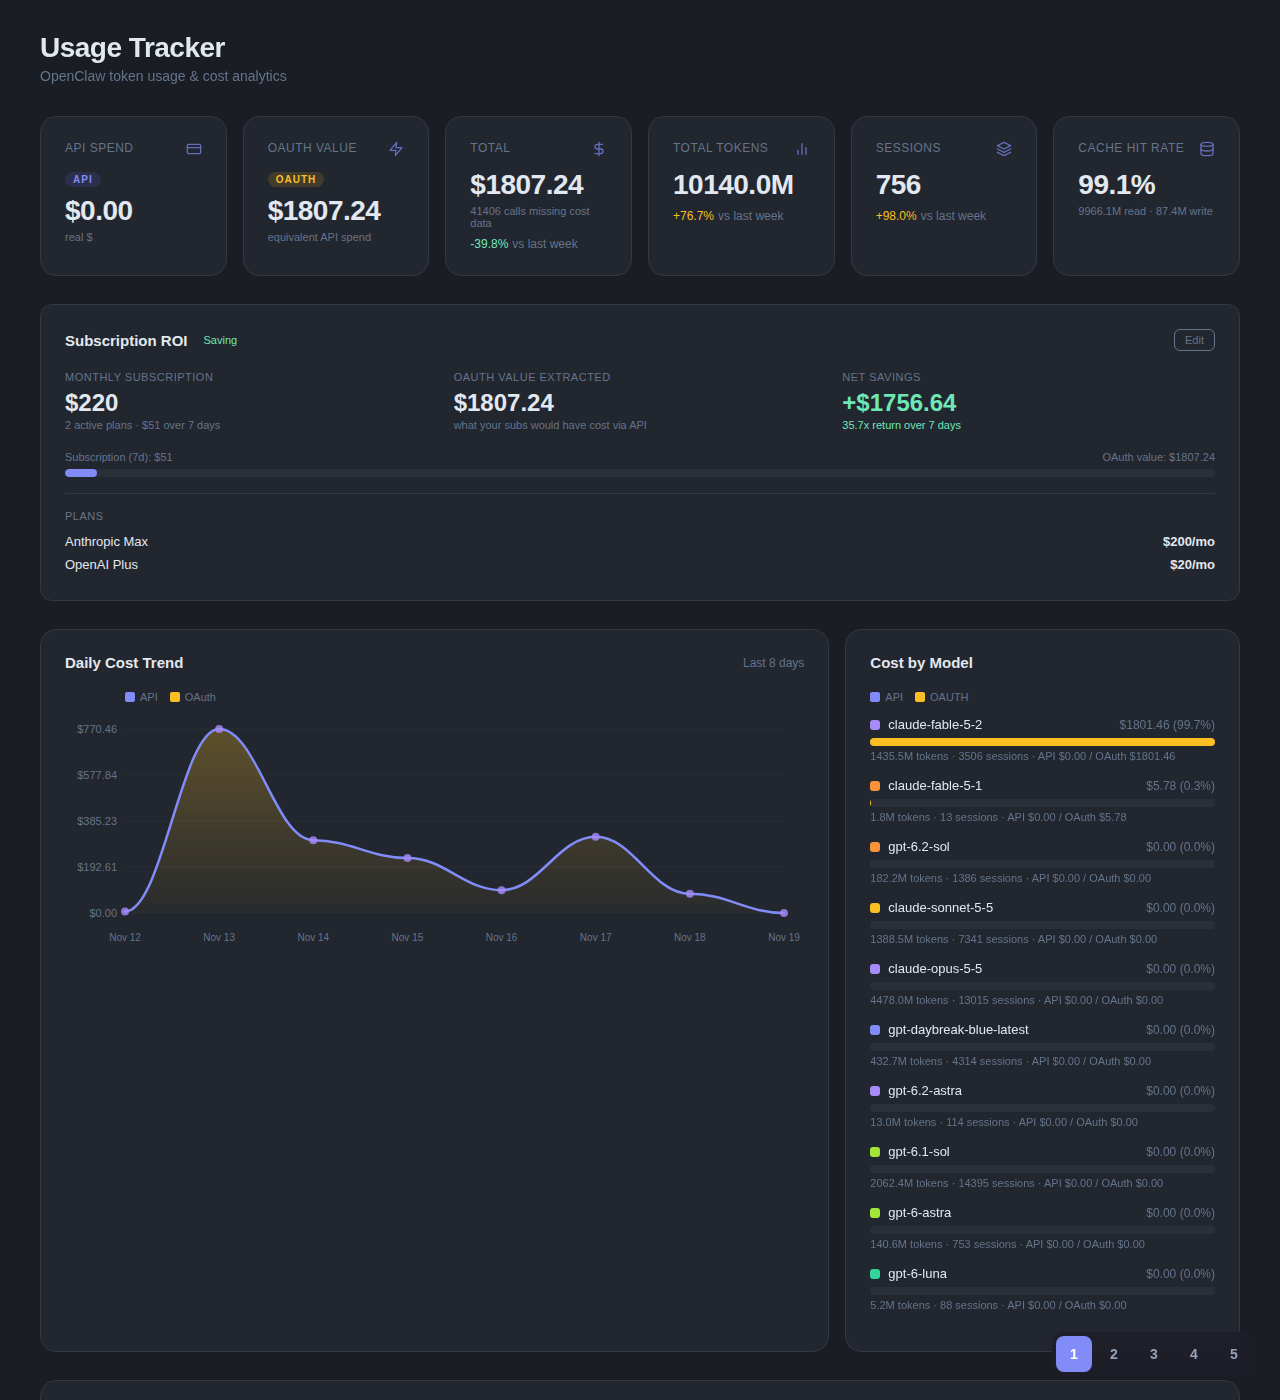 Usage Tracker
OpenClaw token usage & cost analytics
API SPEND
API
$0.00
real $
OAUTH VALUE
OAUTH
$1807.24
equivalent API spend
TOTAL
$1807.24
41406 calls missing cost
data
-39.8% vs last week
TOTAL TOKENS
10140.0M
+76.7% vs last week
SESSIONS
756
+98.0% vs last week
CACHE HIT RATE
99.1%
9966.1M read · 87.4M write
Subscription ROI Saving
Edit
MONTHLY SUBSCRIPTION
$220
2 active plans · $51 over 7 days
OAUTH VALUE EXTRACTED
$1807.24
what your subs would have cost via API
NET SAVINGS
+$1756.64
35.7x return over 7 days
Subscription (7d): $51
OAuth value: $1807.24
PLANS
Anthropic Max $200/mo
OpenAI Plus $20/mo
Daily Cost Trend
Last 8 days
API OAuth
$770.46
$577.84
$385.23
$192.61
$0.00
Nov 12 Nov 13 Nov 14 Nov 15 Nov 16 Nov 17 Nov 18 Nov 19
Cost by Model
API OAUTH
claude-fable-5-2 $1801.46 (99.7%)
1435.5M tokens · 3506 sessions · API $0.00 / OAuth $1801.46
claude-fable-5-1 $5.78 (0.3%)
1.8M tokens · 13 sessions · API $0.00 / OAuth $5.78
gpt-6.2-sol $0.00 (0.0%)
182.2M tokens · 1386 sessions · API $0.00 / OAuth $0.00
claude-sonnet-5-5 $0.00 (0.0%)
1388.5M tokens · 7341 sessions · API $0.00 / OAuth $0.00
claude-opus-5-5 $0.00 (0.0%)
4478.0M tokens · 13015 sessions · API $0.00 / OAuth $0.00
gpt-daybreak-blue-latest $0.00 (0.0%)
432.7M tokens · 4314 sessions · API $0.00 / OAuth $0.00
gpt-6.2-astra $0.00 (0.0%)
13.0M tokens · 114 sessions · API $0.00 / OAuth $0.00
gpt-6.1-sol $0.00 (0.0%)
2062.4M tokens · 14395 sessions · API $0.00 / OAuth $0.00
gpt-6-astra $0.00 (0.0%)
140.6M tokens · 753 sessions · API $0.00 / OAuth $0.00
gpt-6-luna $0.00 (0.0%)
5.2M tokens · 88 sessions · API $0.00 / OAuth $0.00
1 2 3 4 5